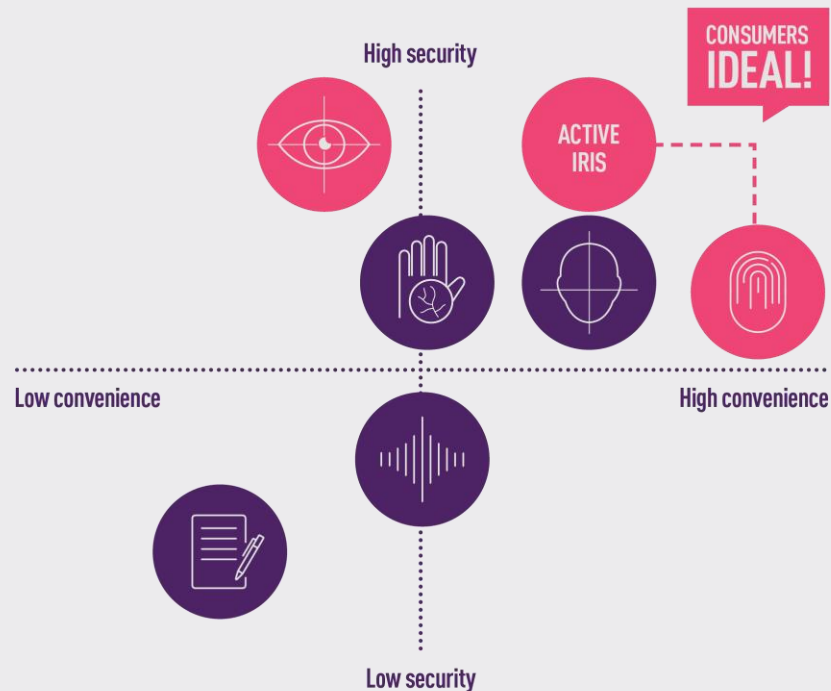 CONSUMERS
IDEAL!
High security
ACTIVE
IRIS
Low convenience
High convenience
Low security